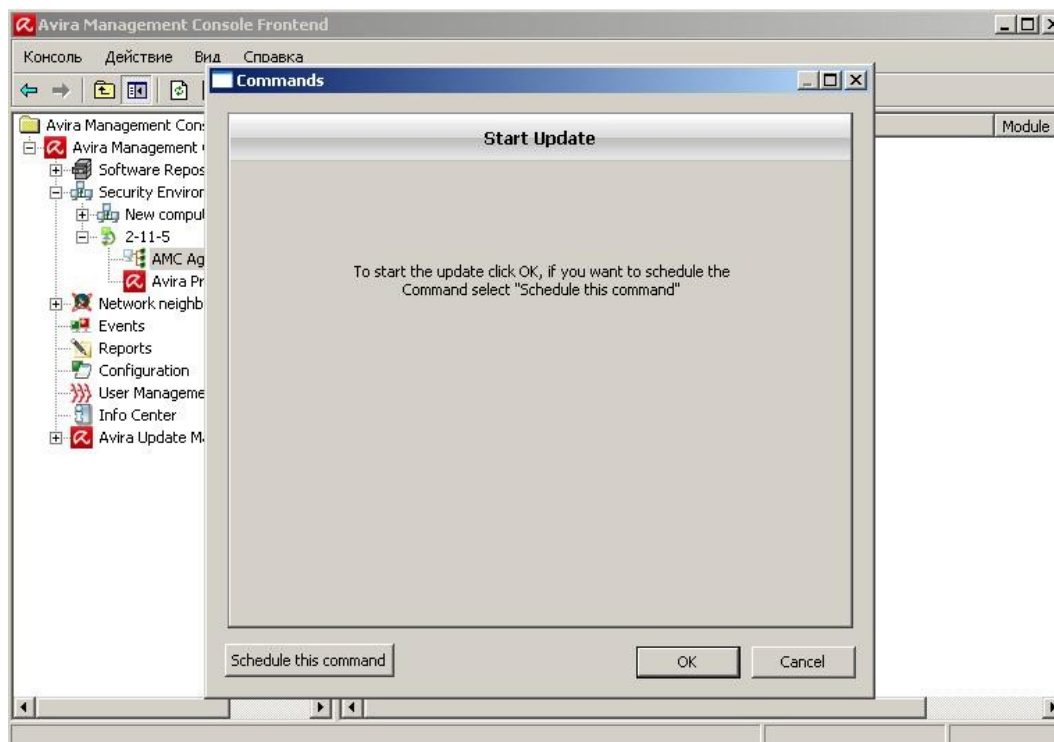 Avira Management Console Frontend
Консоль Действие Вид Справка
Commands
Avira Management Con
Module
Start Update
Avira Management
Software Repos
Security Enviror
New compu
2-11-5
AMC Ag
Avira Pr
To start the update click OK, if you want to schedule the
Command select "Schedule this command"
Network neighb
Events
Reports
Configuration
User Manageme
Info Center
Avira Update M
Schedule this command
OK
Cancel